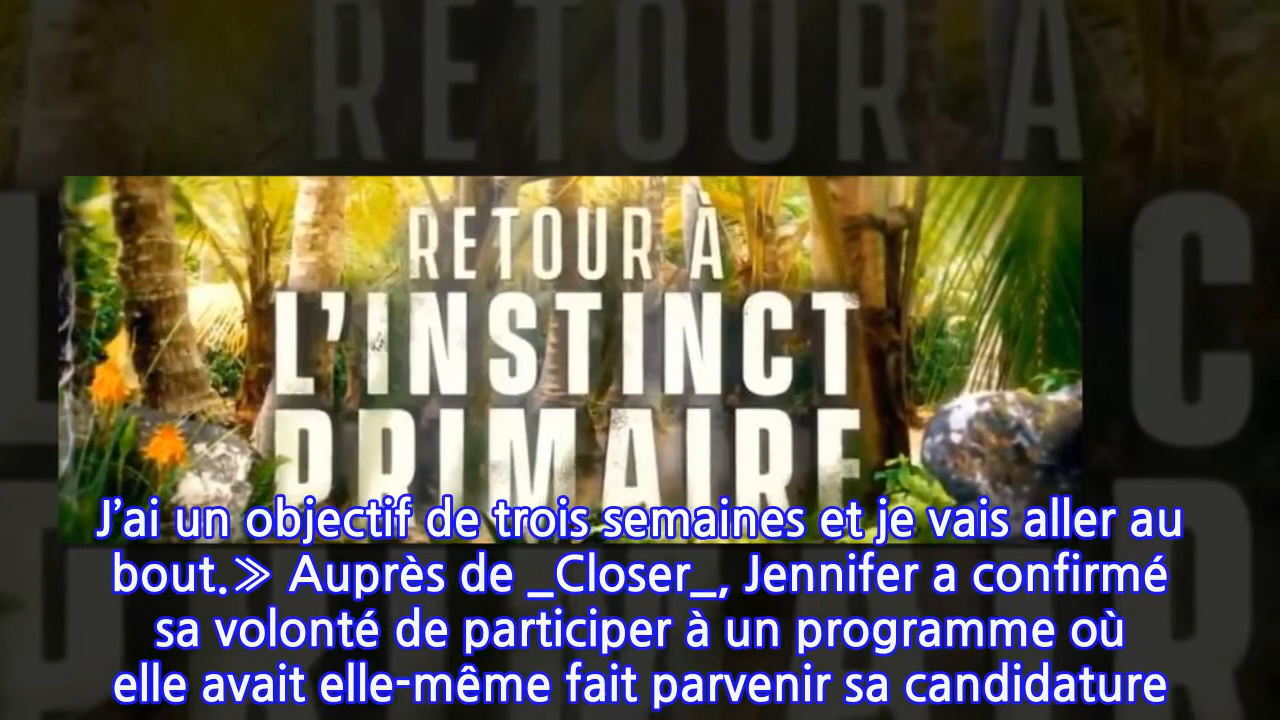 RETOUR À
C
RETOUR À
L'INSTINCT
PRIMAIRE
J'ai un objectif de trois semaines et je vais aller au
bout.≫ Auprès de _Closer_, Jennifer a confirmé
sa volonté de participer à un programme où
elle avait elle-même fait parvenir sa candidature